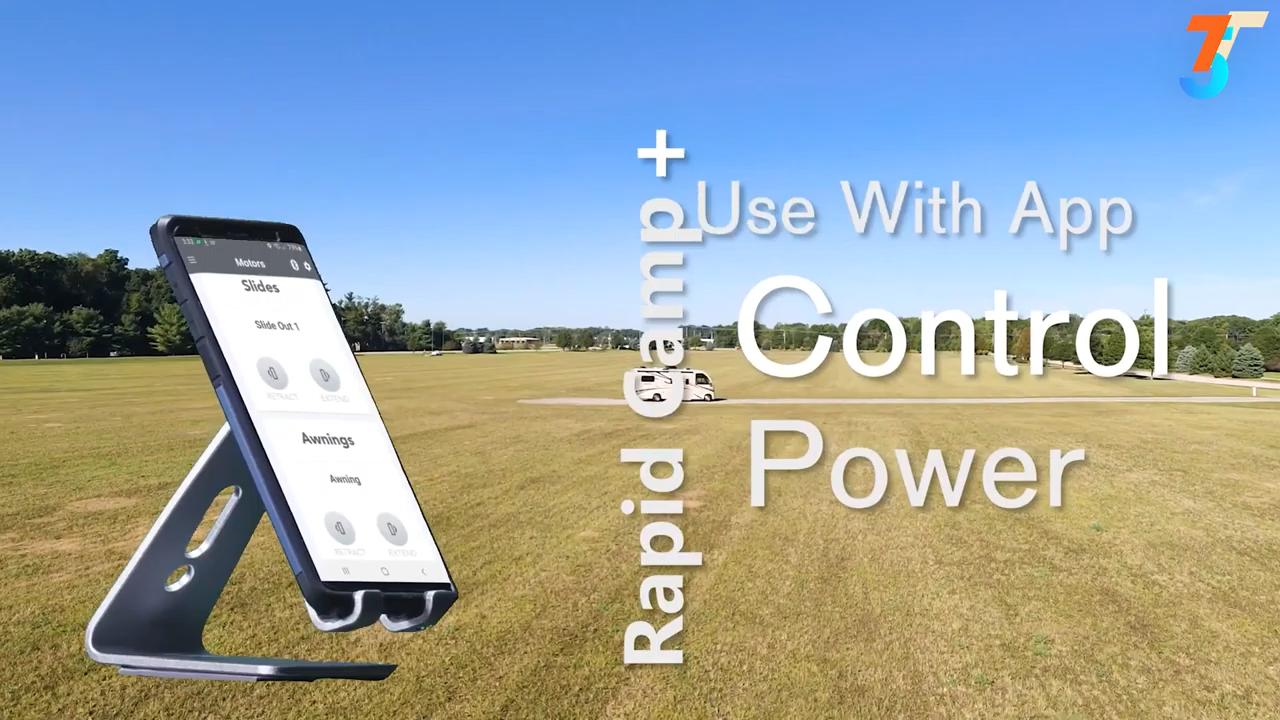 Motors
Slides
Slide Out 1
RETRACT EXTEND
Awnings
Awning
RETRACT EXTEND
Rapid camp+
Use With App
Control
Power